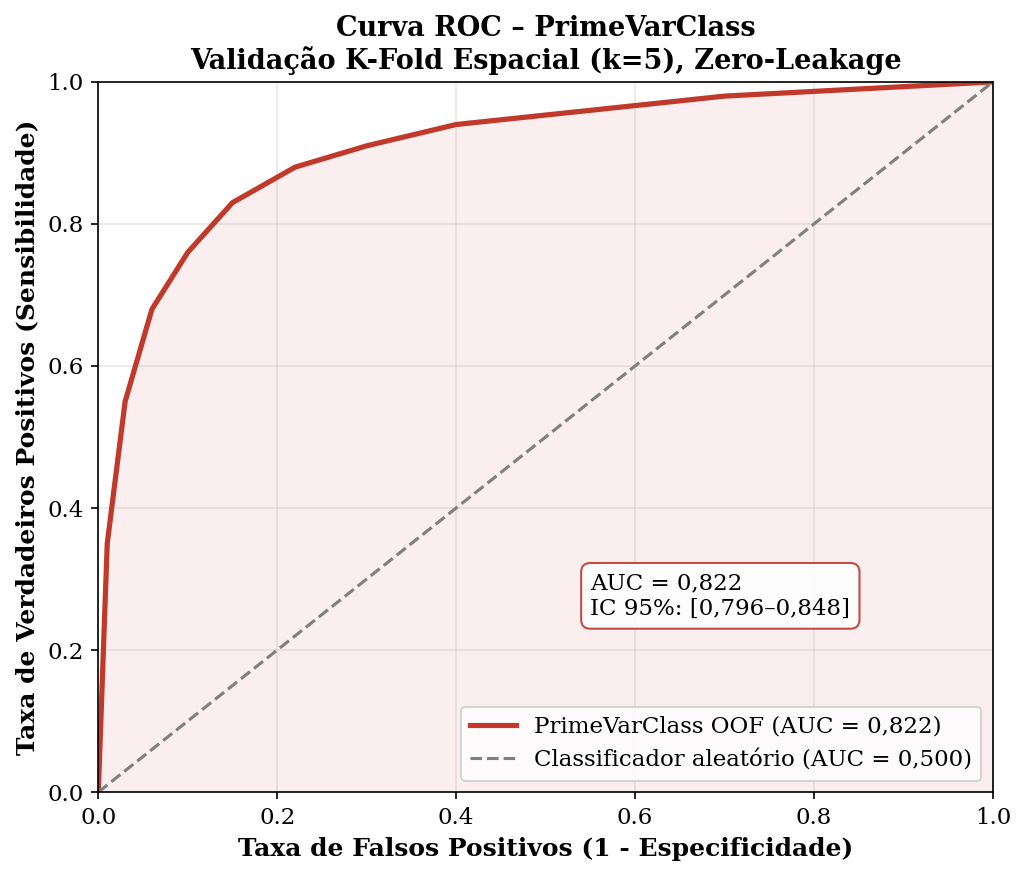 Curva ROC – PrimeVarClass
Validação K-Fold Espacial (k=5), Zero-Leakage
Taxa de Verdadeiros Positivos (Sensibilidade)
1.0
0.8
0.6
0.4
0.2
0.0
AUC = 0,822
IC 95%: [0,796–0,848]
PrimeVarClass OOF (AUC = 0,822)
Classificador aleatório (AUC = 0,500)
0.0 0.2 0.4 0.6 0.8 1.0
Taxa de Falsos Positivos (1 - Especificidade)